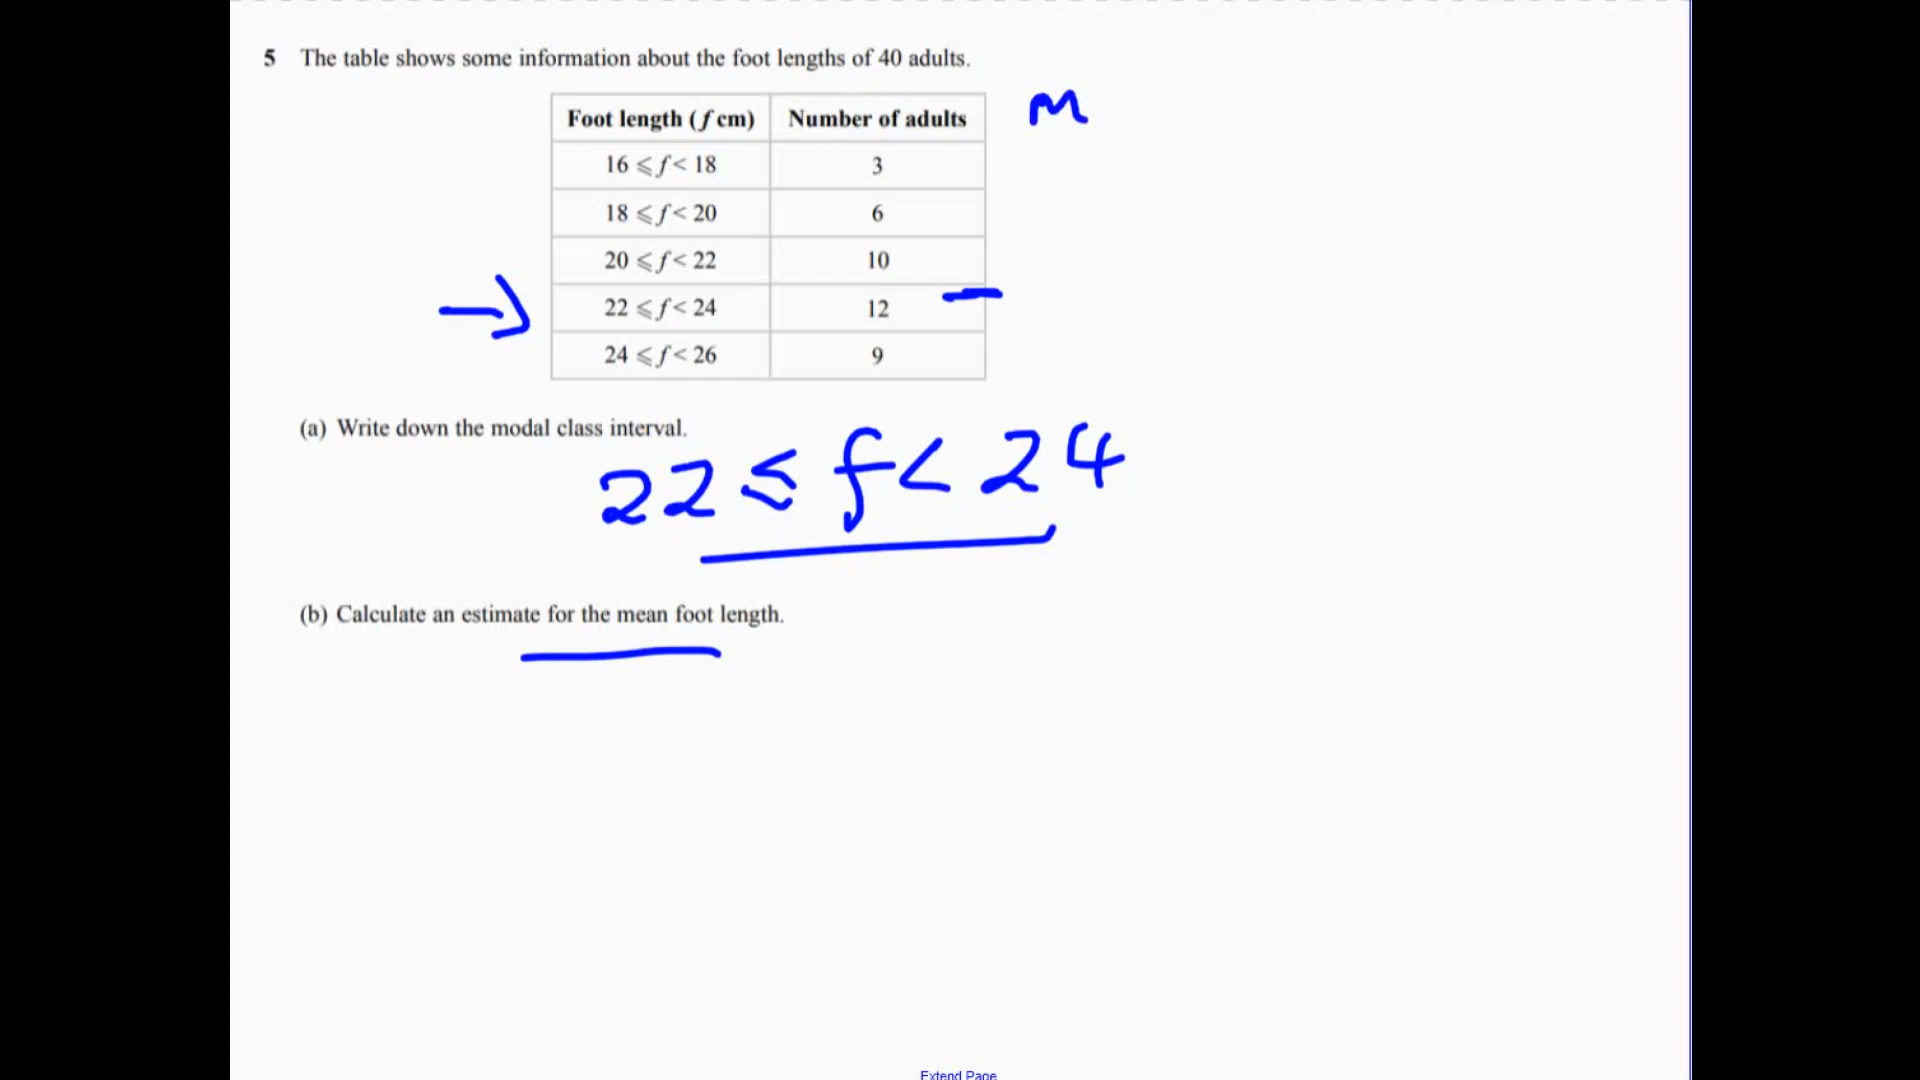 5 The table shows some information about the foot lengths of 40 adults.
Foot length (f cm) Number of adults
M
16 ⩽ f < 18 3
18 ⩽ f < 20 6
20 ⩽ f < 22 10
22 ⩽ f < 24 12
24 ⩽ f < 26 9
(a) Write down the modal class interval.
22 ≤ f < 24
(b) Calculate an estimate for the mean foot length.
Extend Page